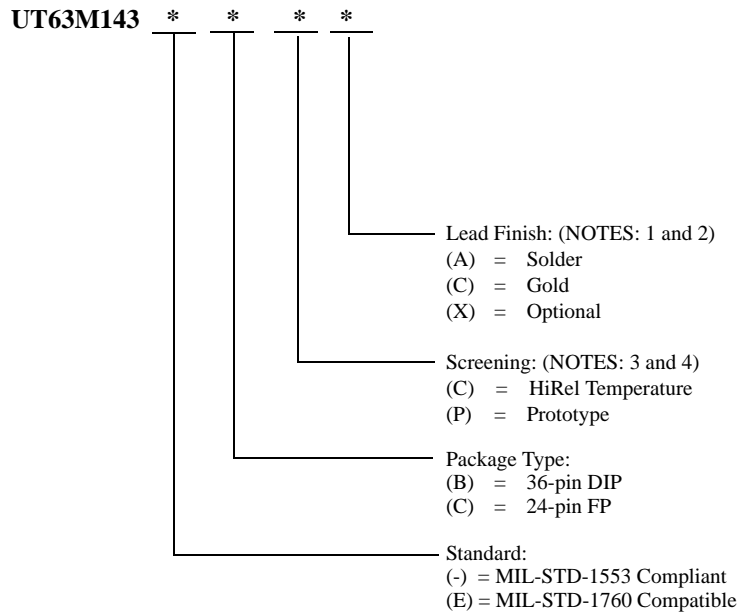 UT63M143 * * * *
Lead Finish: (NOTES: 1 and 2)
(A) = Solder
(C) = Gold
(X) = Optional
Screening: (NOTES: 3 and 4)
(C) = HiRel Temperature
(P) = Prototype
Package Type:
(B) = 36-pin DIP
(C) = 24-pin FP
Standard:
(-) = MIL-STD-1553 Compliant
(E) = MIL-STD-1760 Compatible